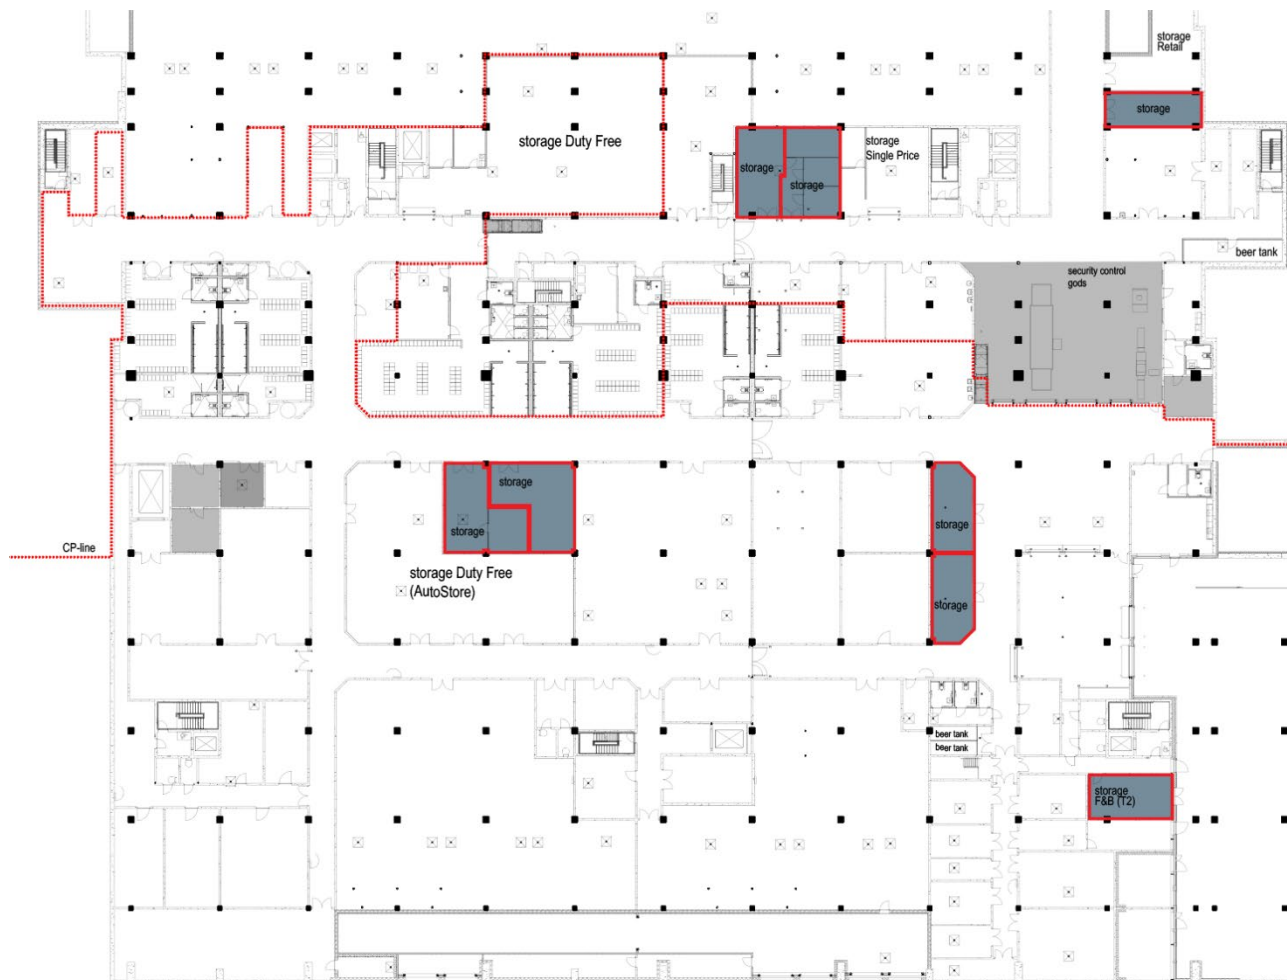 storage
Retail
storage
storage Duty Free
storage
Single Price
storage
storage
beer tank
security control
gods
storage
storage
storage
CP-line
storage Duty Free
(AutoStore)
storage
beer tank
beer tank
storage
F&B (T2)